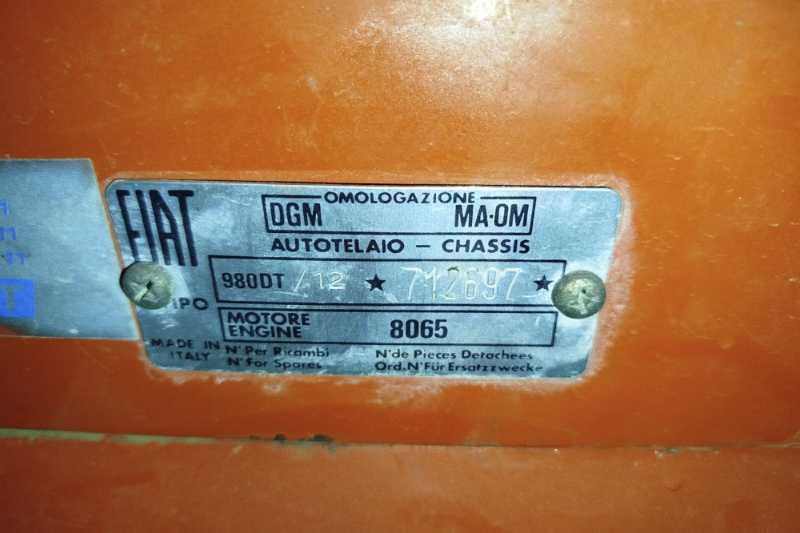 FIAT
OMOLOGAZIONE
DGM MA-OM
AUTOTELAIO - CHASSIS
TIPO 980DT /12 ★ 712697 ★
MOTORE
ENGINE 8065
MADE IN
ITALY
N° Per Ricambi N° de Pieces Detachees
N° For Spares Ord. N° Für Ersatzzwecke